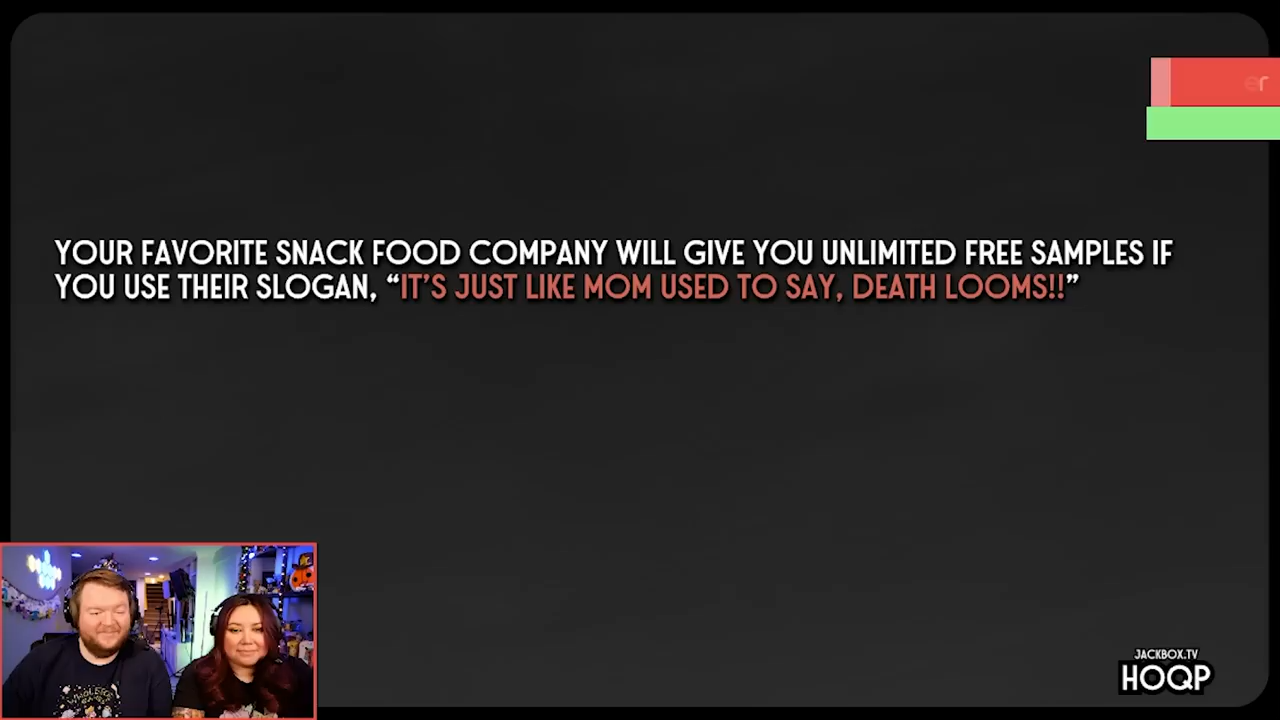 er
YOUR FAVORITE SNACK FOOD COMPANY WILL GIVE YOU UNLIMITED FREE SAMPLES IF
YOU USE THEIR SLOGAN, “IT'S JUST LIKE MOM USED TO SAY, DEATH LOOMS!!”
JACKBOX.TV
HOQP